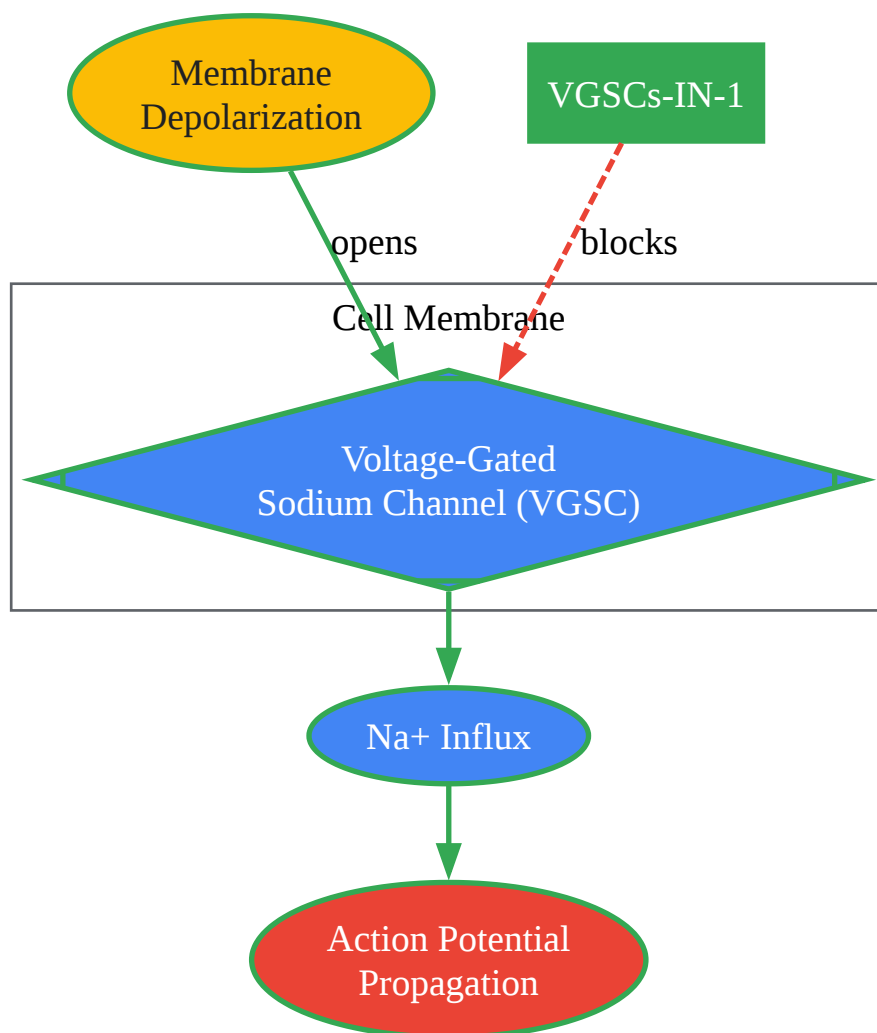 Membrane
Depolarization
VGSCs-IN-1
opens
blocks
Cell Membrane
Voltage-Gated
Sodium Channel (VGSC)
Na+ Influx
Action Potential
Propagation